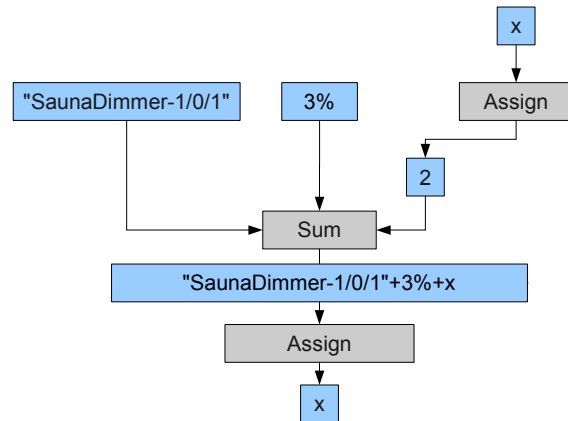 x
"SaunaDimmer-1/0/1"
3%
Assign
2
Sum
"SaunaDimmer-1/0/1"+3%+x
Assign
x